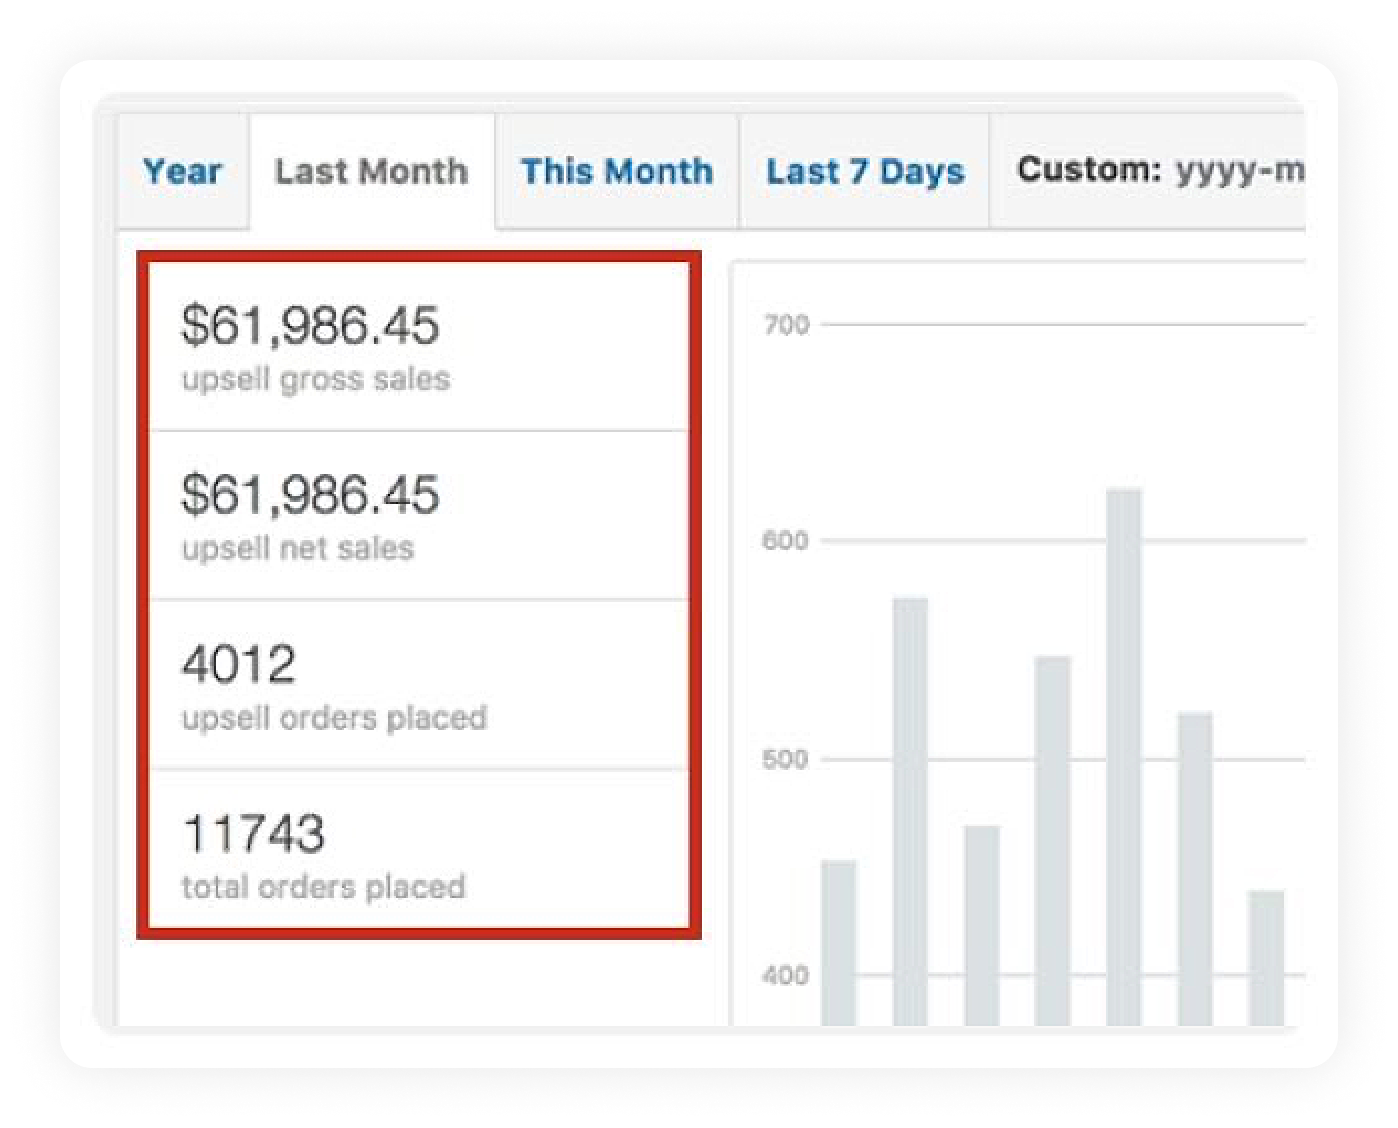 Year Last Month This Month Last 7 Days Custom: yyyy-m
$61,986.45
upsell gross sales
$61,986.45
upsell net sales
4012
upsell orders placed
11743
total orders placed
700
600
500
400